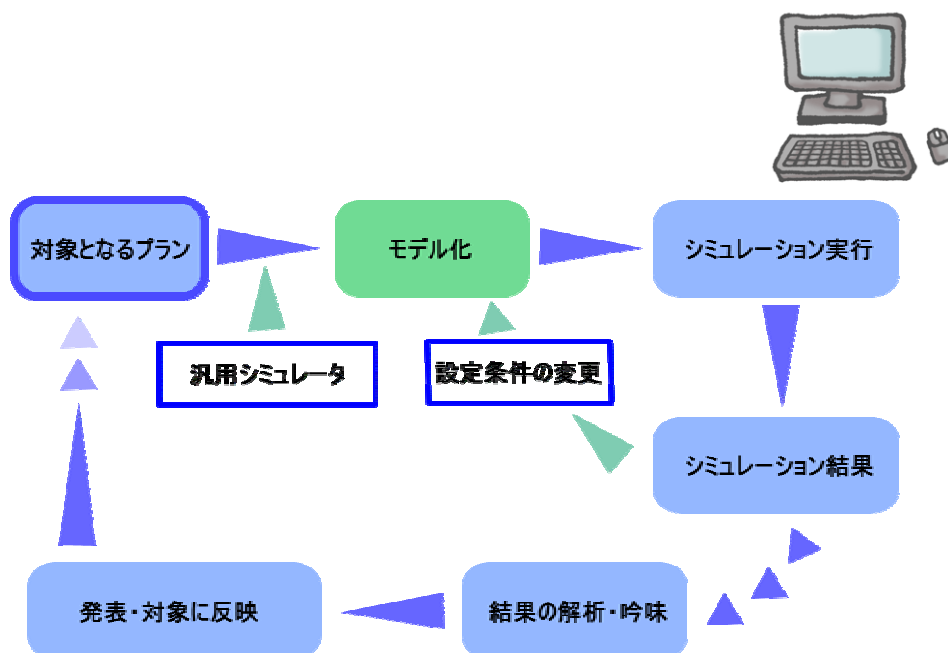 対象となるプラン
モデル化
シミュレーション実行
汎用シミュレータ
設定条件の変更
シミュレーション結果
発表・対象に反映
結果の解析・吟味